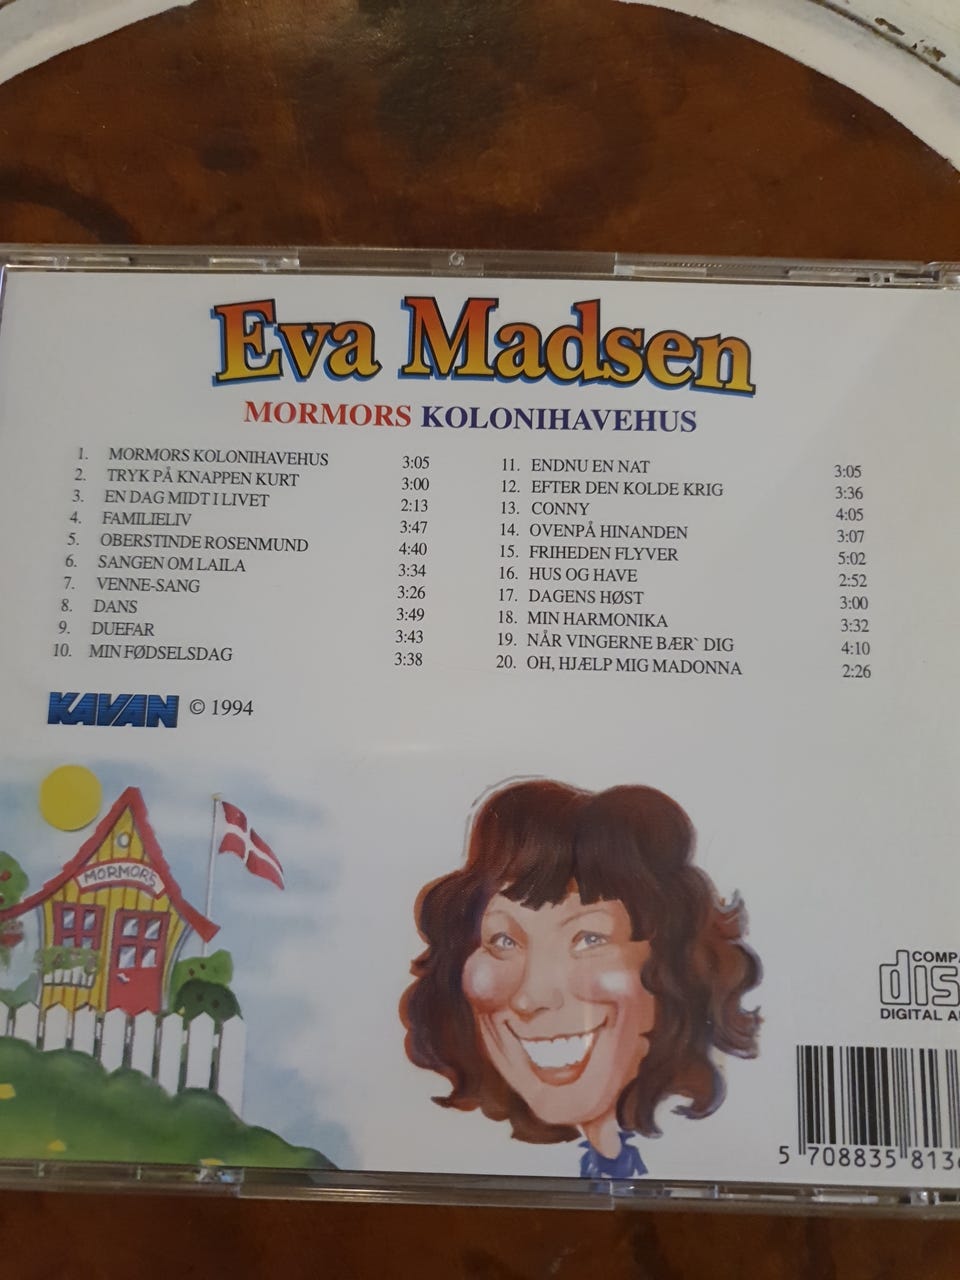 Eva Madsen
MORMORS KOLONIHAVEHUS
1. MORMORS KOLONIHAVEHUS 3:05
2. TRYK PÅ KNAPPEN KURT 3:00
3. EN DAG MIDT I LIVET 2:13
4. FAMILIELIV 3:47
5. OBERSTINDE ROSENMUND 4:40
6. SANGEN OM LAILA 3:34
7. VENNE-SANG 3:26
8. DANS 3:49
9. DUEFAR 3:43
10. MIN FØDSELSDAG 3:38
11. ENDNU EN NAT 3:05
12. EFTER DEN KOLDE KRIG 3:36
13. CONNY 4:05
14. OVENPÅ HINANDEN 3:07
15. FRIHEDEN FLYVER 5:02
16. HUS OG HAVE 2:52
17. DAGENS HØST 3:00
18. MIN HARMONIKA 3:32
19. NÅR VINGERNE BÆR` DIG 4:10
20. OH, HJÆLP MIG MADONNA 2:26
KAVAN © 1994
MORMORS
COMPA
dis
DIGITAL AU
5 708835 813